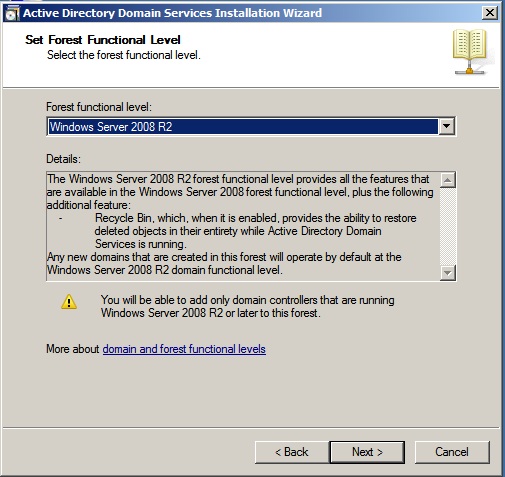 Active Directory Domain Services Installation Wizard
Set Forest Functional Level
Select the forest functional level.
Forest functional level:
Windows Server 2008 R2
Details:
The Windows Server 2008 R2 forest functional level provides all the features that
are available in the Windows Server 2008 forest functional level, plus the following
additional feature:
- Recycle Bin, which, when it is enabled, provides the ability to restore
deleted objects in their entirety while Active Directory Domain
Services is running.
Any new domains that are created in this forest will operate by default at the
Windows Server 2008 R2 domain functional level.
You will be able to add only domain controllers that are running
Windows Server 2008 R2 or later to this forest.
More about domain and forest functional levels
< Back Next > Cancel